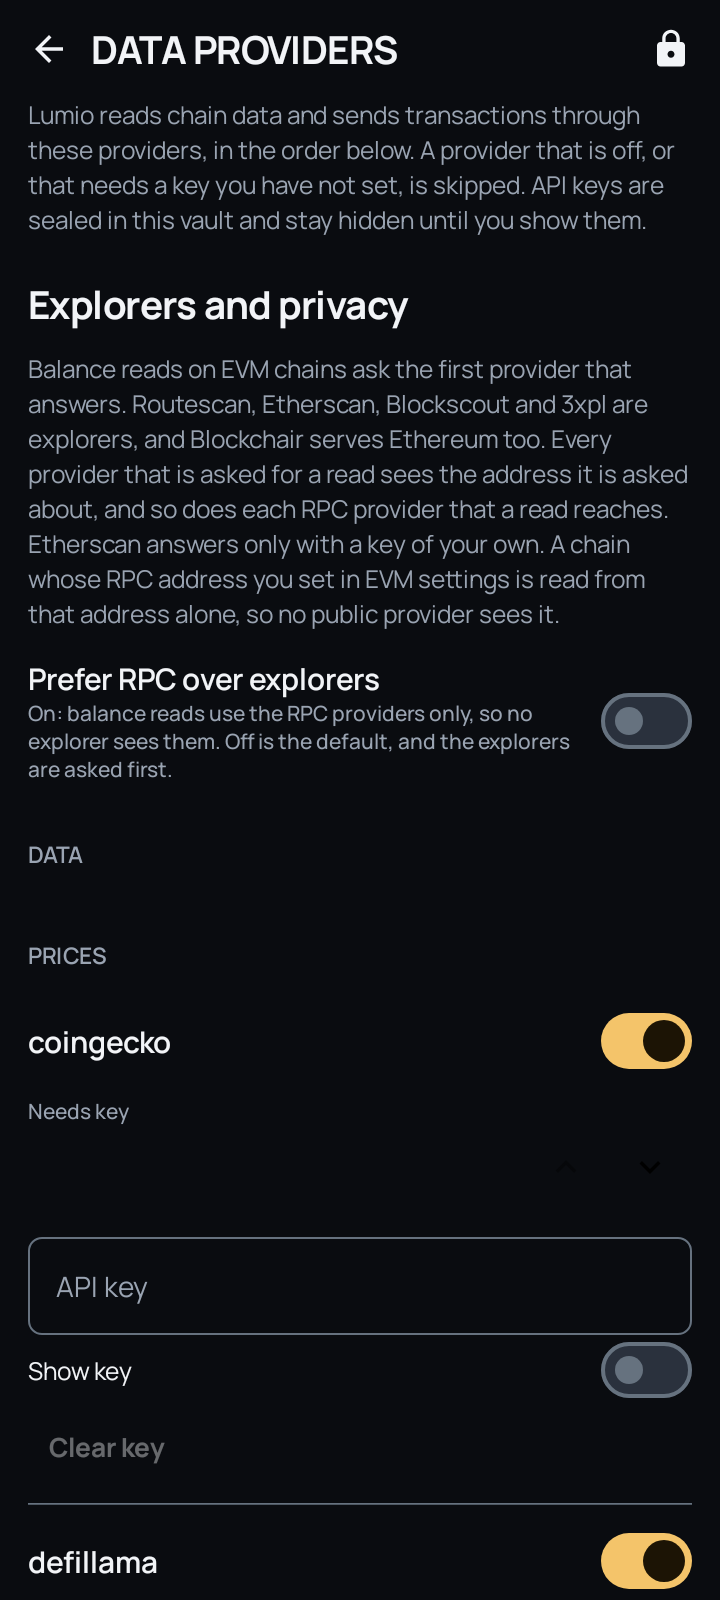 DATA PROVIDERS
Lumio reads chain data and sends transactions through
these providers, in the order below. A provider that is off, or
that needs a key you have not set, is skipped. API keys are
sealed in this vault and stay hidden until you show them.
Explorers and privacy
Balance reads on EVM chains ask the first provider that
answers. Routescan, Etherscan, Blockscout and 3xpl are
explorers, and Blockchair serves Ethereum too. Every
provider that is asked for a read sees the address it is asked
about, and so does each RPC provider that a read reaches.
Etherscan answers only with a key of your own. A chain
whose RPC address you set in EVM settings is read from
that address alone, so no public provider sees it.
Prefer RPC over explorers
On: balance reads use the RPC providers only, so no
explorer sees them. Off is the default, and the explorers
are asked first.
DATA
PRICES
coingecko
Needs key
API key
Show key
Clear key
defillama